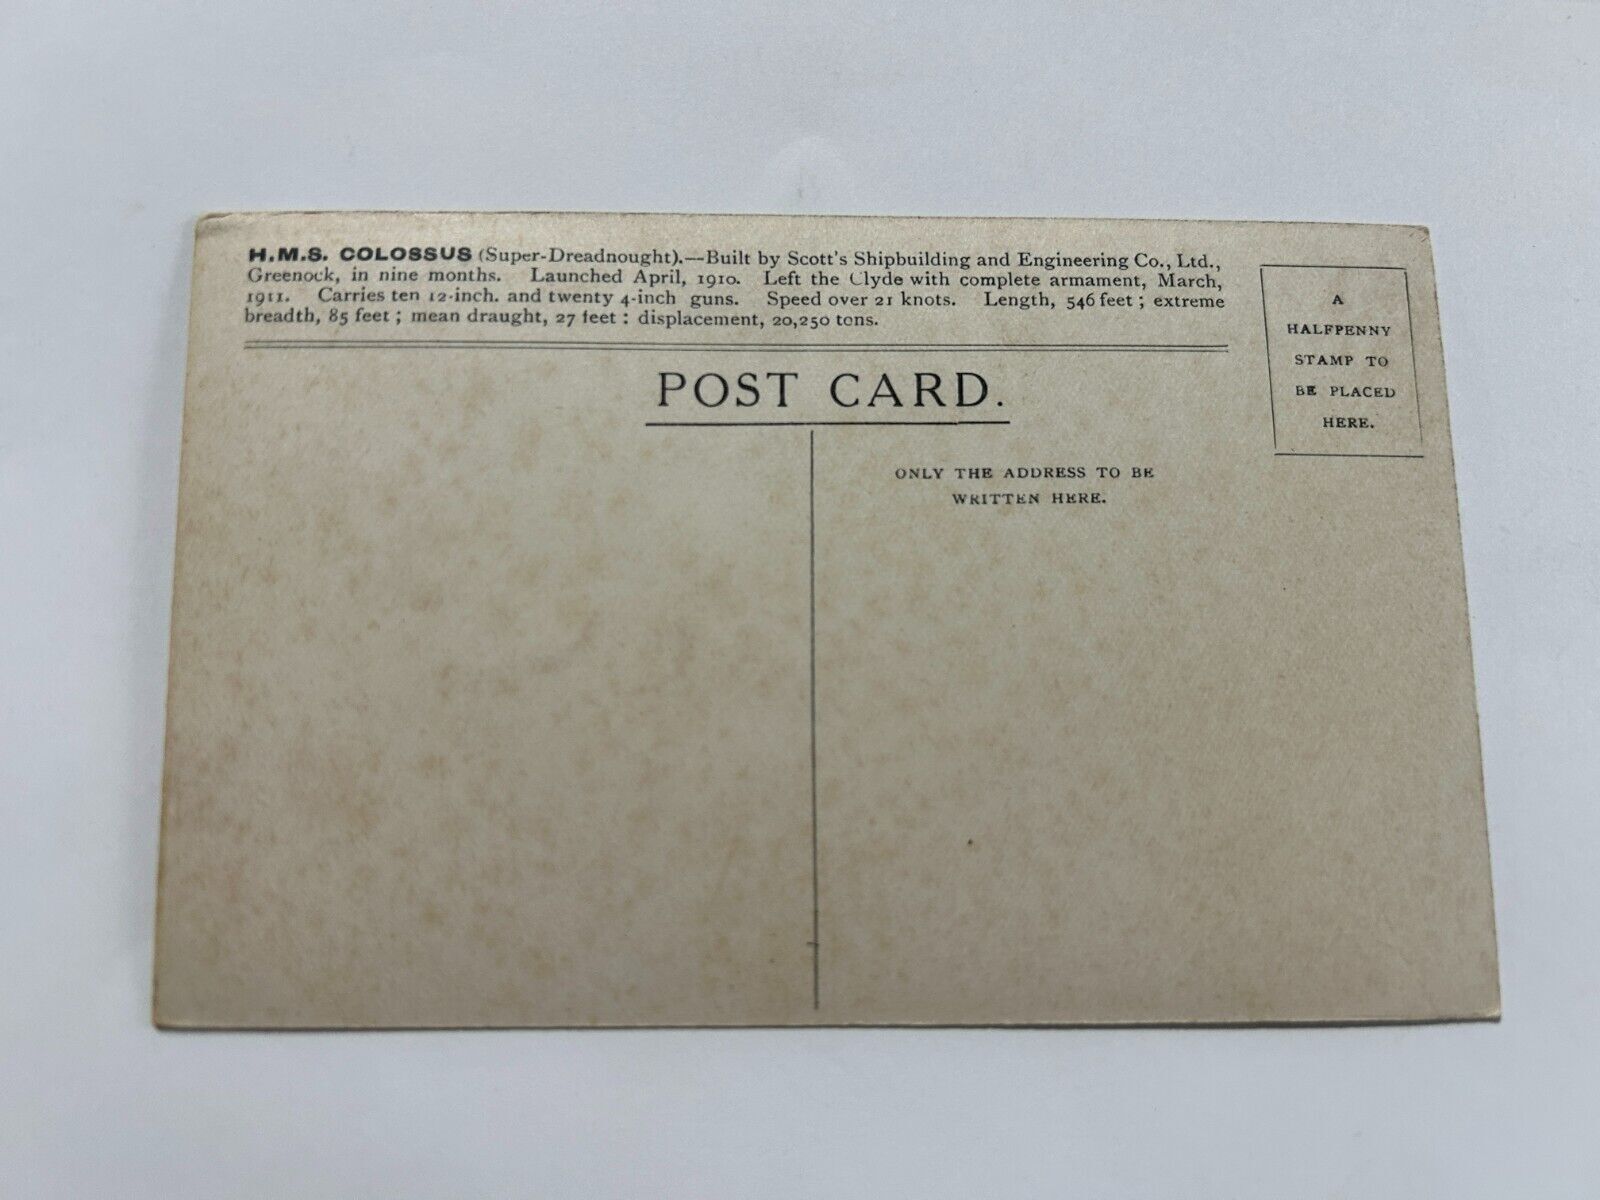 H.M.S. COLOSSUS (Super-Dreadnought).—Built by Scott's Shipbuilding and Engineering Co., Ltd.,
Greenock, in nine months. Launched April, 1910. Left the Clyde with complete armament, March,
1911. Carries ten 12-inch. and twenty 4-inch guns. Speed over 21 knots. Length, 546 feet ; extreme
breadth, 85 feet ; mean draught, 27 feet : displacement, 20,250 tons.
POST CARD.
A
HALFPENNY
STAMP TO
BE PLACED
HERE.
ONLY THE ADDRESS TO BE
WRITTEN HERE.